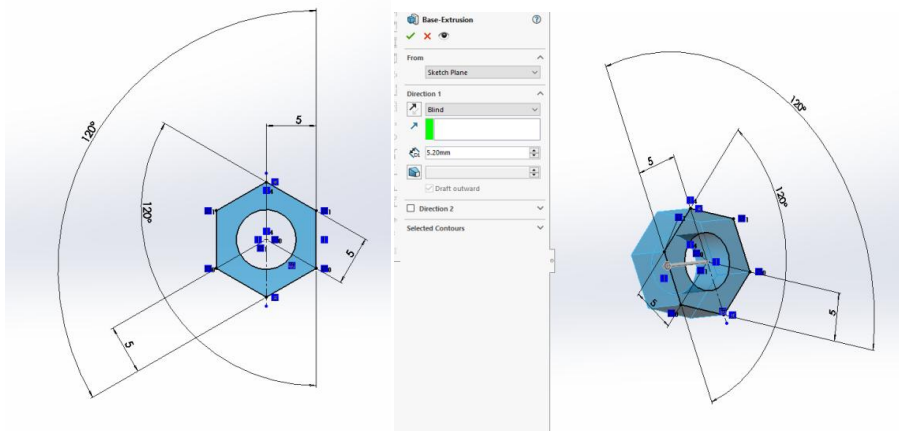 120°
5
120°
5
5
Base-Extrusion
From
Sketch Plane
Direction 1
Blind
5.20mm
Draft outward
Direction 2
Selected Contours
120°
5
120°
5
5